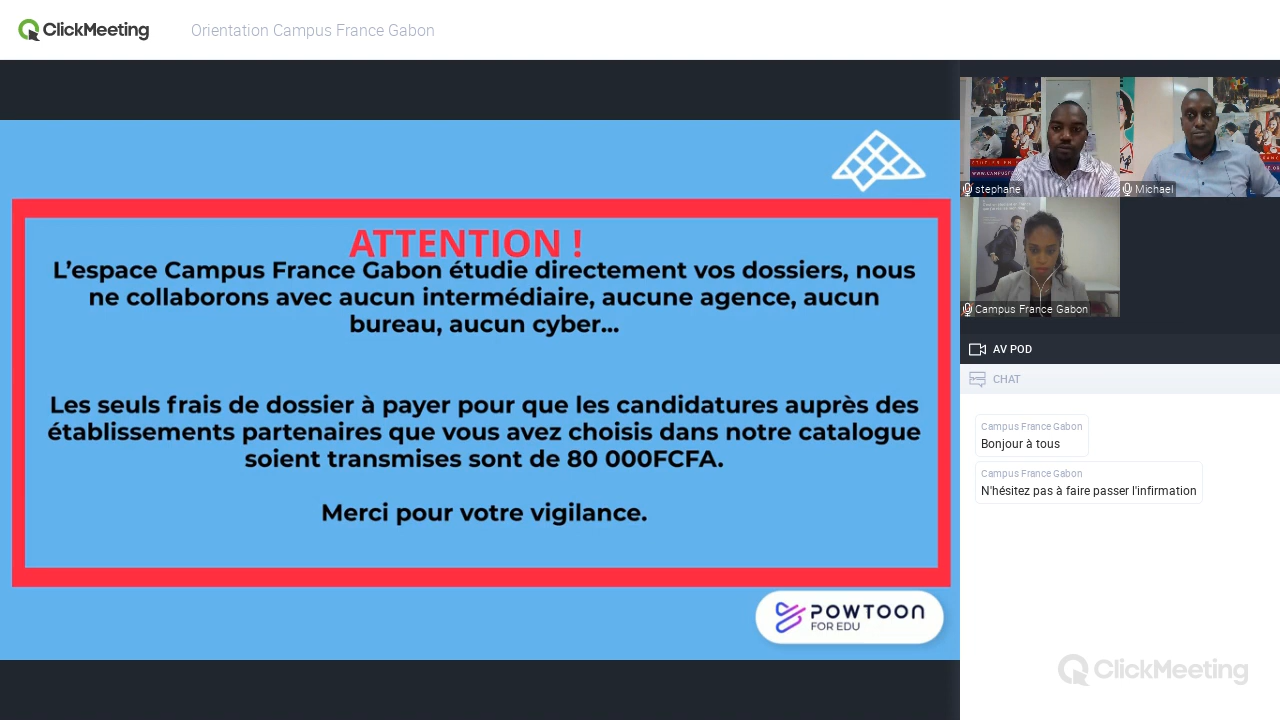 ClickMeeting
Orientation Campus France Gabon
ATTENTION !
L’espace Campus France Gabon étudie directement vos dossiers, nous
ne collaborons avec aucun intermédiaire, aucune agence, aucun
bureau, aucun cyber...
Les seuls frais de dossier à payer pour que les candidatures auprès des
établissements partenaires que vous avez choisis dans notre catalogue
soient transmises sont de 80 000FCFA.
Merci pour votre vigilance.
POWTOON
FOR EDU
stephane
Michael
Campus France Gabon
AV POD
CHAT
Campus France Gabon
Bonjour à tous
Campus France Gabon
N'hésitez pas à faire passer l'infirmation
ClickMeeting